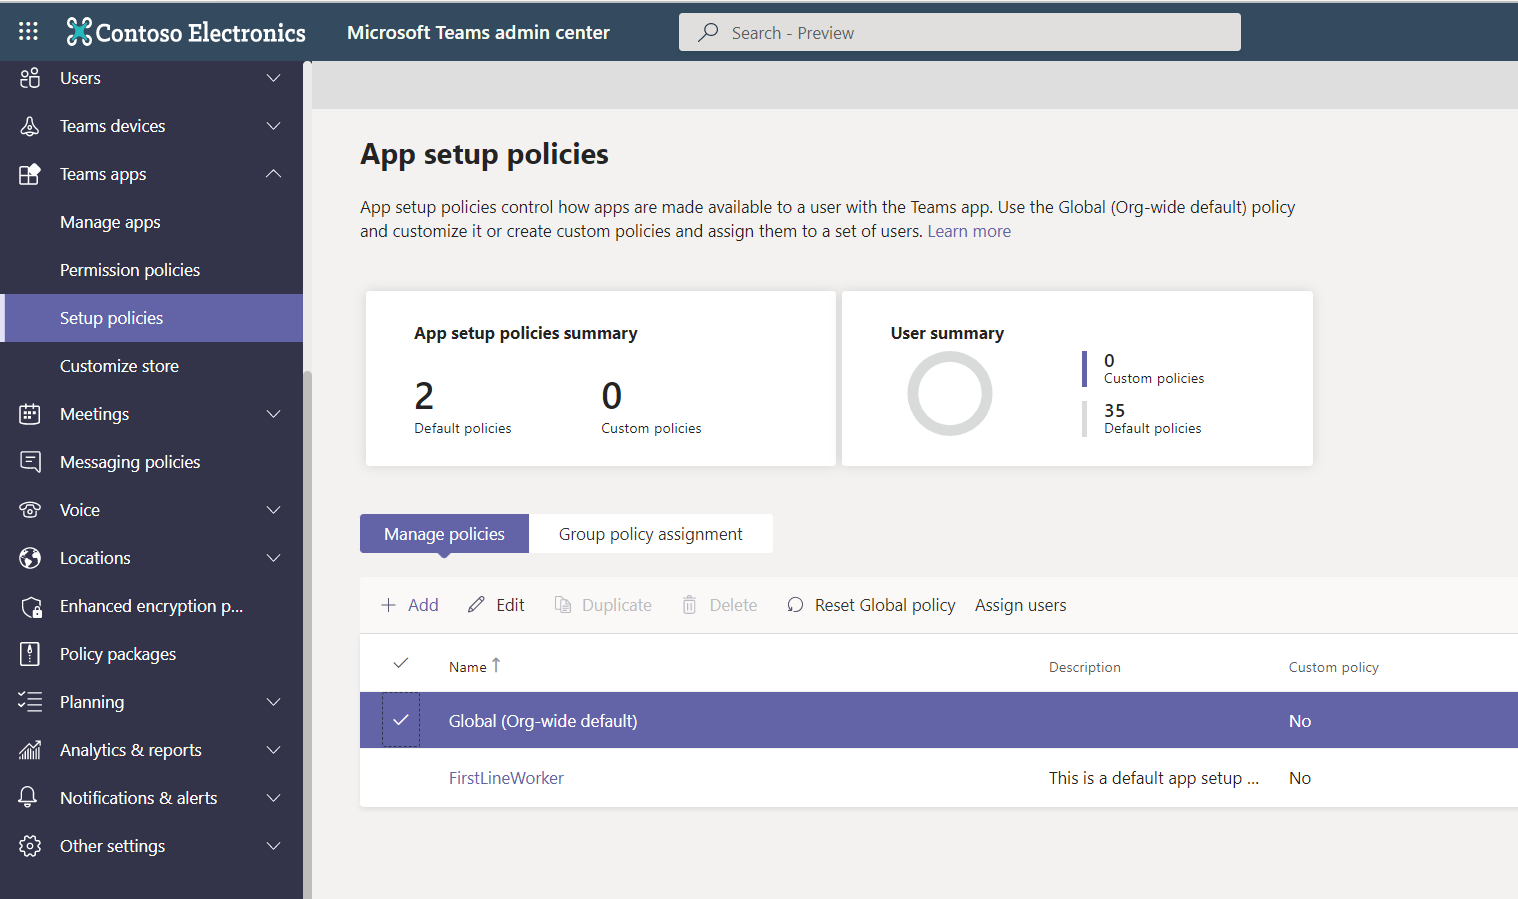 Contoso Electronics
Microsoft Teams admin center
Search - Preview
Users
Teams devices
Teams apps
Manage apps
Permission policies
Setup policies
Customize store
Meetings
Messaging policies
Voice
Locations
Enhanced encryption p...
Policy packages
Planning
Analytics & reports
Notifications & alerts
Other settings
App setup policies
App setup policies control how apps are made available to a user with the Teams app. Use the Global (Org-wide default) policy
and customize it or create custom policies and assign them to a set of users. Learn more
App setup policies summary
2
Default policies
0
Custom policies
User summary
0
Custom policies
35
Default policies
Manage policies
Group policy assignment
Add
Edit
Duplicate
Delete
Reset Global policy
Assign users
Name
Description
Custom policy
Global (Org-wide default)
No
FirstLineWorker
This is a default app setup ...
No